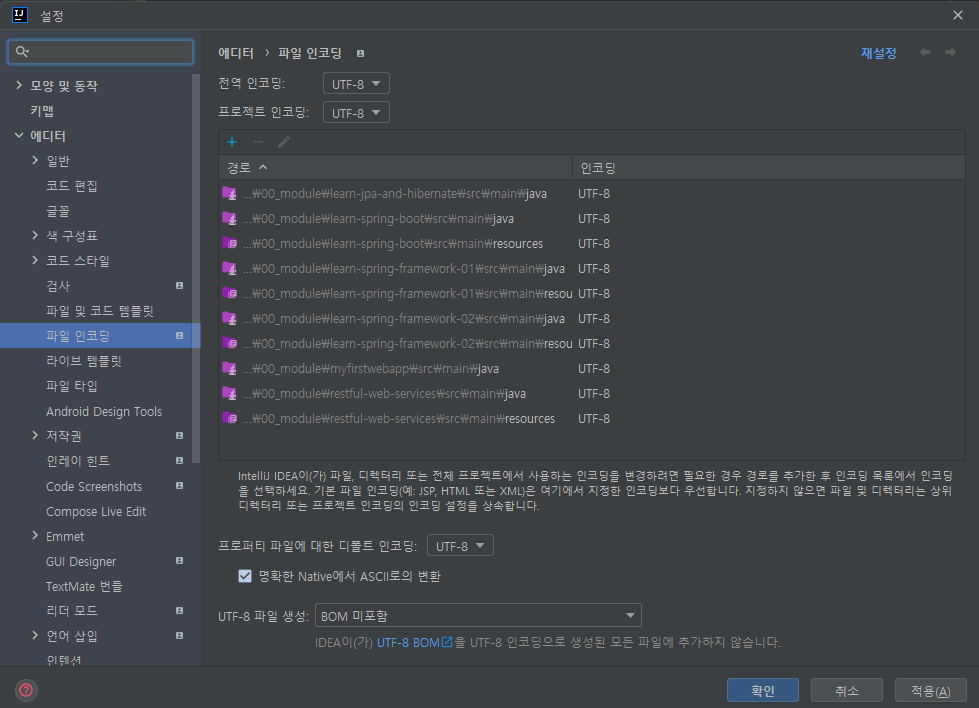 설정
에디터 › 파일 인코딩
재설정
모양 및 동작
키맵
에디터
일반
코드 편집
글꼴
색 구성표
코드 스타일
검사
파일 및 코드 템플릿
파일 인코딩
라이브 템플릿
파일 타입
Android Design Tools
저작권
인레이 힌트
Code Screenshots
Compose Live Edit
Emmet
GUI Designer
TextMate 번들
리더 모드
언어 삽입
인텐션
전역 인코딩: UTF-8
프로젝트 인코딩: UTF-8
경로 인코딩
...₩00_module₩learn-jpa-and-hibernate₩src₩main₩java UTF-8
...₩00_module₩learn-spring-boot₩src₩main₩java UTF-8
...₩00_module₩learn-spring-boot₩src₩main₩resources UTF-8
...₩00_module₩learn-spring-framework-01₩src₩main₩java UTF-8
...₩00_module₩learn-spring-framework-01₩src₩main₩resou UTF-8
...₩00_module₩learn-spring-framework-02₩src₩main₩java UTF-8
...₩00_module₩learn-spring-framework-02₩src₩main₩resou UTF-8
...₩00_module₩myfirstwebapp₩src₩main₩java UTF-8
...₩00_module₩restful-web-services₩src₩main₩java UTF-8
...₩00_module₩restful-web-services₩src₩main₩resources UTF-8
IntelliJ IDEA이(가) 파일, 디렉터리 또는 전체 프로젝트에서 사용하는 인코딩을 변경하려면 필요한 경우 경로를 추가한 후 인코딩 목록에서 인코딩
을 선택하세요. 기본 파일 인코딩(예: JSP, HTML 또는 XML)은 여기에서 지정한 인코딩보다 우선합니다. 지정하지 않으면 파일 및 디렉터리는 상위
디렉터리 또는 프로젝트 인코딩의 인코딩 설정을 상속합니다.
프로퍼티 파일에 대한 디폴트 인코딩: UTF-8
명확한 Native에서 ASCII로의 변환
UTF-8 파일 생성: BOM 미포함
IDEA이(가) UTF-8 BOM을 UTF-8 인코딩으로 생성된 모든 파일에 추가하지 않습니다.
?
확인
취소
적용(A)